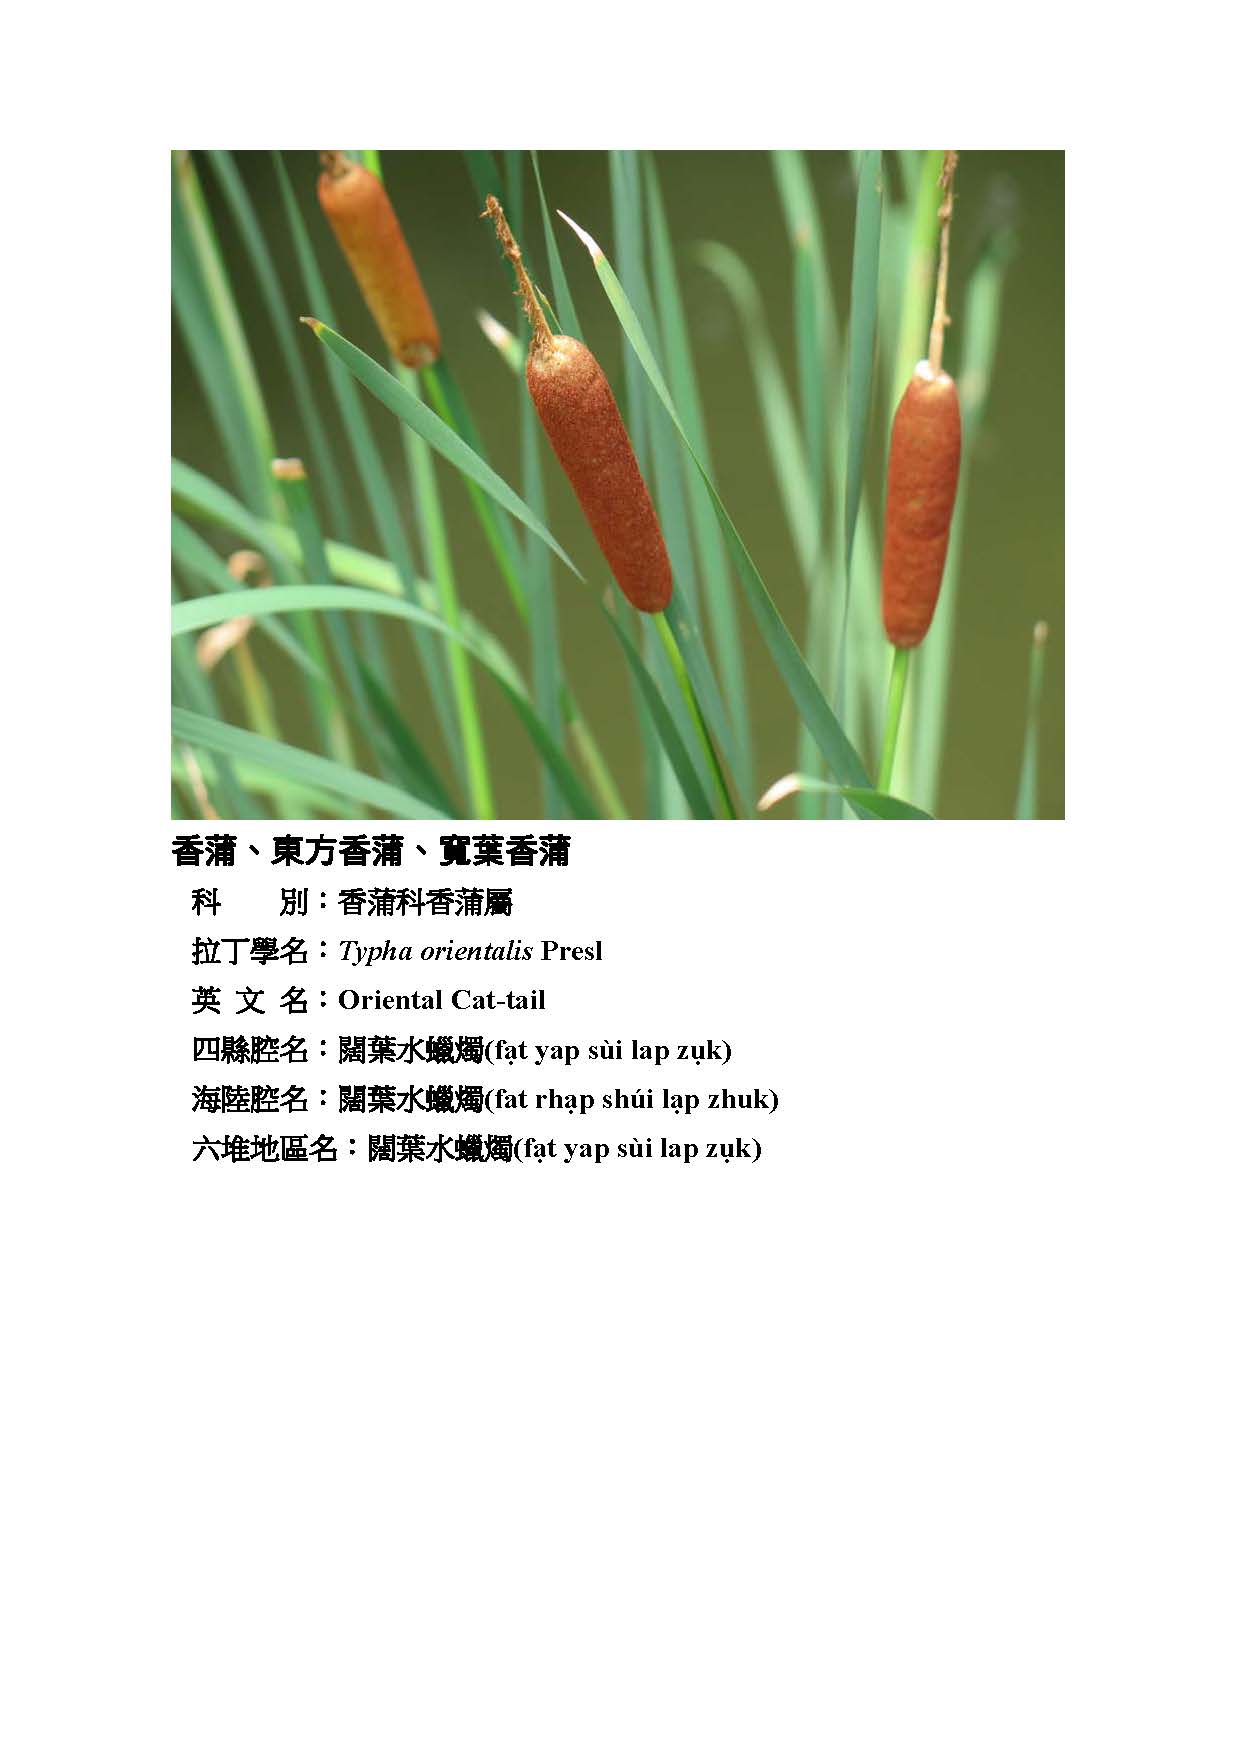 香蒲、東方香蒲、寬葉香蒲
科　　別：香蒲科香蒲屬
拉丁學名：Typha orientalis Presl
英 文 名：Oriental Cat-tail
四縣腔名：闊葉水蠟燭(fạt yap sùi lap zụk)
海陸腔名：闊葉水蠟燭(fat rhạp shúi lạp zhuk)
六堆地區名：闊葉水蠟燭(fạt yap sùi lap zụk)